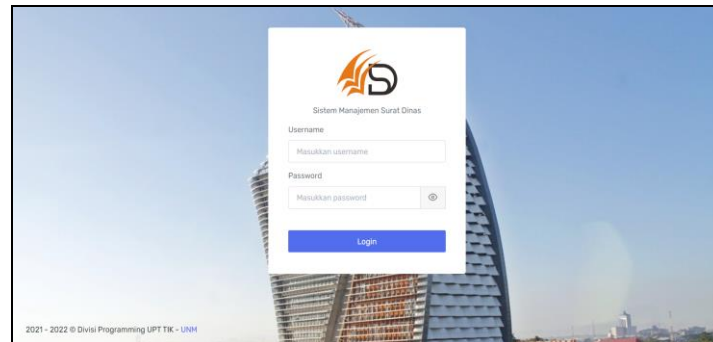 Sistem Manajemen Surat Dinas
Username
Masukkan username
Password
Masukkan password
Login
2021 - 2022 © Divisi Programming UPT TIK - UNM